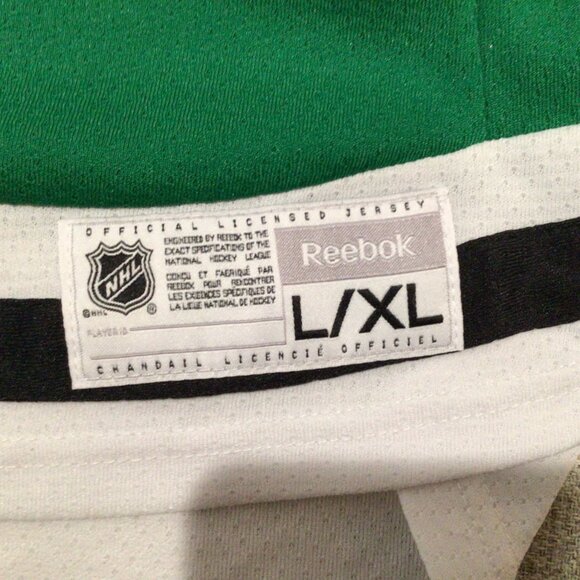 OFFICIAL LICENSED JERSEY
NHL
®NHL
®
ENGINEERED BY REEBOK TO THE
EXACT SPECIFICATIONS OF THE
NATIONAL HOCKEY LEAGUE
CONÇU ET FABRIQUÉ PAR
REEBOK POUR RENCONTRER
LES EXIGENCES SPÉCIFIQUES DE
LA LIGUE NATIONAL DE HOCKEY
Reebok
L/XL
PLAYER ID
CHANDAIL LICENCIÉ OFFICIEL